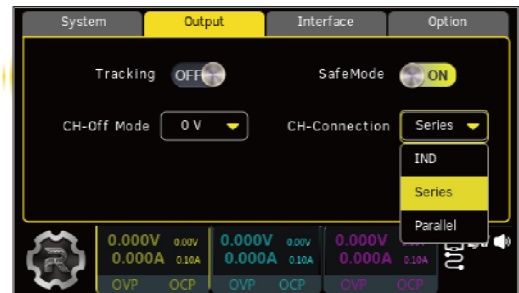 System Output Interface Option
Tracking OFF SafeMode ON
CH-Off Mode 0 V CH-Connection Series
IND
Series
Parallel
0.000V 0.00V 0.000V 0.00V 0.000V
0.000A 0.10A 0.000A 0.10A 0.000A 0.10A
OVP OCP OVP OCP OVP OCP